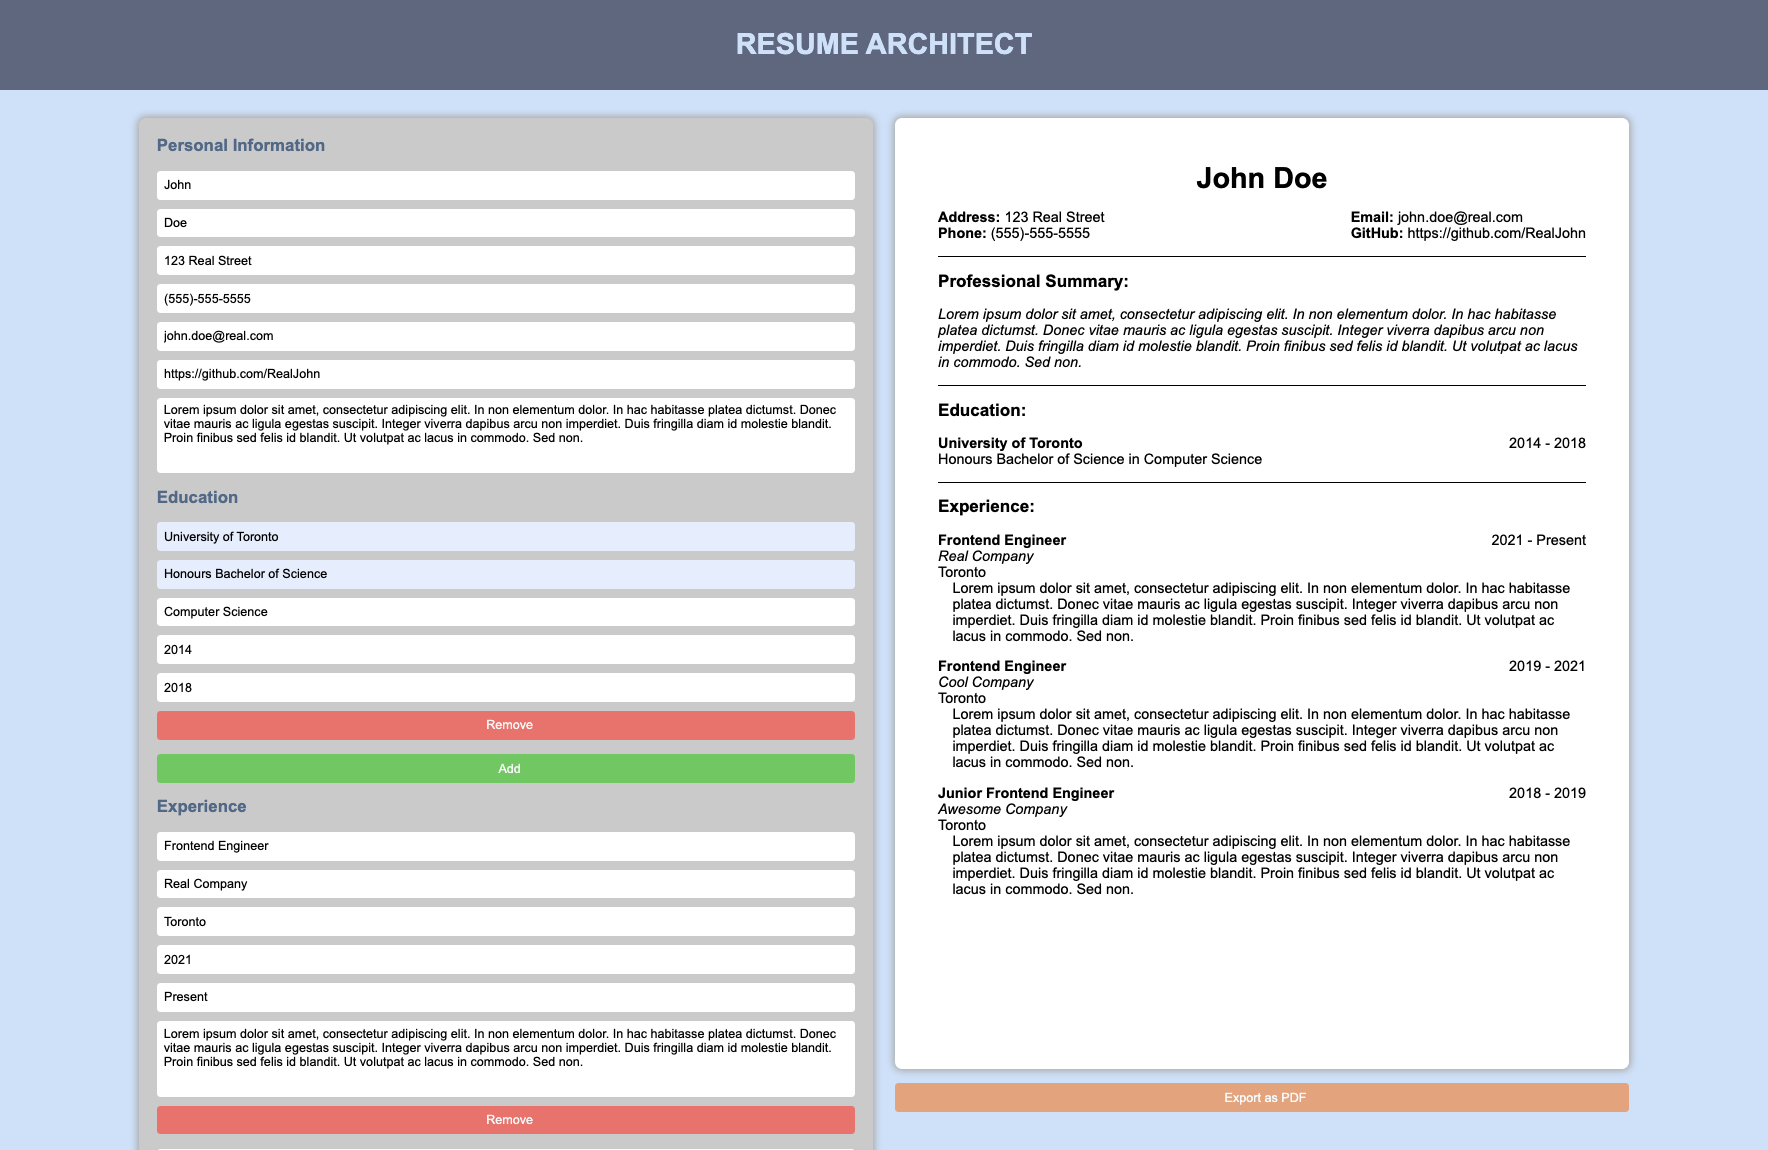 RESUME ARCHITECT
Personal Information
John
Doe
123 Real Street
(555)-555-5555
john.doe@real.com
https://github.com/RealJohn
Lorem ipsum dolor sit amet, consectetur adipiscing elit. In non elementum dolor. In hac habitasse platea dictumst. Donec
vitae mauris ac ligula egestas suscipit. Integer viverra dapibus arcu non imperdiet. Duis fringilla diam id molestie blandit.
Proin finibus sed felis id blandit. Ut volutpat ac lacus in commodo. Sed non.
Education
University of Toronto
Honours Bachelor of Science
Computer Science
2014
2018
Remove
Add
Experience
Frontend Engineer
Real Company
Toronto
2021
Present
Lorem ipsum dolor sit amet, consectetur adipiscing elit. In non elementum dolor. In hac habitasse platea dictumst. Donec
vitae mauris ac ligula egestas suscipit. Integer viverra dapibus arcu non imperdiet. Duis fringilla diam id molestie blandit.
Proin finibus sed felis id blandit. Ut volutpat ac lacus in commodo. Sed non.
Remove
John Doe
Address: 123 Real Street
Phone: (555)-555-5555
Email: john.doe@real.com
GitHub: https://github.com/RealJohn
Professional Summary:
Lorem ipsum dolor sit amet, consectetur adipiscing elit. In non elementum dolor. In hac habitasse
platea dictumst. Donec vitae mauris ac ligula egestas suscipit. Integer viverra dapibus arcu non
imperdiet. Duis fringilla diam id molestie blandit. Proin finibus sed felis id blandit. Ut volutpat ac lacus
in commodo. Sed non.
Education:
University of Toronto 2014 - 2018
Honours Bachelor of Science in Computer Science
Experience:
Frontend Engineer 2021 - Present
Real Company
Toronto
Lorem ipsum dolor sit amet, consectetur adipiscing elit. In non elementum dolor. In hac habitasse
platea dictumst. Donec vitae mauris ac ligula egestas suscipit. Integer viverra dapibus arcu non
imperdiet. Duis fringilla diam id molestie blandit. Proin finibus sed felis id blandit. Ut volutpat ac
lacus in commodo. Sed non.
Frontend Engineer 2019 - 2021
Cool Company
Toronto
Lorem ipsum dolor sit amet, consectetur adipiscing elit. In non elementum dolor. In hac habitasse
platea dictumst. Donec vitae mauris ac ligula egestas suscipit. Integer viverra dapibus arcu non
imperdiet. Duis fringilla diam id molestie blandit. Proin finibus sed felis id blandit. Ut volutpat ac
lacus in commodo. Sed non.
Junior Frontend Engineer 2018 - 2019
Awesome Company
Toronto
Lorem ipsum dolor sit amet, consectetur adipiscing elit. In non elementum dolor. In hac habitasse
platea dictumst. Donec vitae mauris ac ligula egestas suscipit. Integer viverra dapibus arcu non
imperdiet. Duis fringilla diam id molestie blandit. Proin finibus sed felis id blandit. Ut volutpat ac
lacus in commodo. Sed non.
Export as PDF